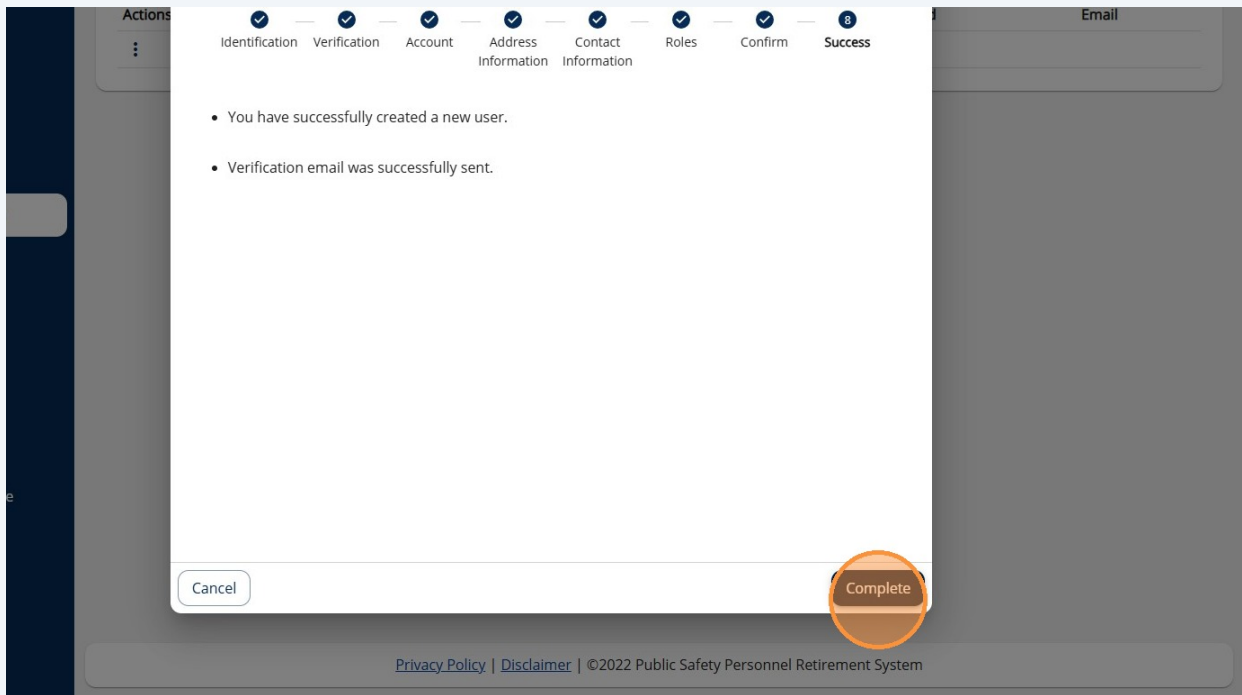 Actions
Email
8
Identification Verification Account Address Information Contact Information Roles Confirm Success
• You have successfully created a new user.
• Verification email was successfully sent.
e
Cancel
Complete
Privacy Policy | Disclaimer | ©2022 Public Safety Personnel Retirement System